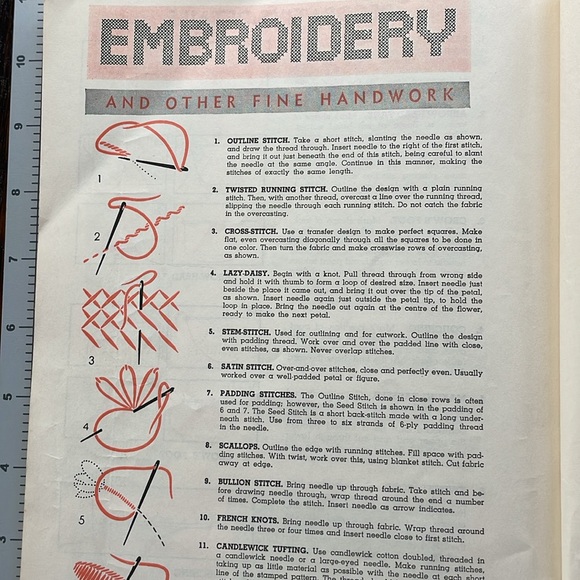 EMBROIDERY
AND OTHER FINE HANDWORK
1. OUTLINE STITCH. Take a short stitch, slanting the needle as shown,
and draw the thread through. Insert needle to the right of the first stitch,
and bring it out just beneath the end of this stitch, being careful to slant
the needle at the same angle. Continue in this manner, making the
stitches of exactly the same length.
2. TWISTED RUNNING STITCH. Outline the design with a plain running
stitch. Then, with another thread, overcast a line over the running thread,
slipping the needle through each running stitch. Do not catch the fabric
in the overcasting.
3. CROSS-STITCH. Use a transfer design to make perfect squares. Make
flat, even overcasting diagonally through all the squares to be done in
one color. Then turn the fabric and make crosswise rows of overcasting,
as shown.
4. LAZY-DAISY. Begin with a knot. Pull thread through from wrong side
and hold it with thumb to form a loop of desired size. Insert needle just
beside the place it came out, and bring it out over the tip of the petal,
as shown. Insert needle again just outside the petal tip, to hold the
loop in place. Bring the needle out again at the centre of the flower,
ready to make the next petal.
5. STEM-STITCH. Used for outlining and for cutwork. Outline the design
with padding thread. Work over and over the padded line with close,
even stitches, as shown. Never overlap stitches.
6. SATIN STITCH. Over-and-over stitches, close and perfectly even. Usually
worked over a well-padded petal or figure.
7. PADDING STITCHES. The Outline Stitch, done in close rows is often
used for padding; however, the Seed Stitch is shown in the padding of
6 and 7. The Seed Stitch is a short back-stitch made with a long under-
neath stitch. Use from three to six strands of 6-ply padding thread
in the needle.
8. SCALLOPS. Outline the edge with running stitches. Fill space with pad-
ding stitches. With twist, work over this, using blanket stitch. Cut fabric
away at edge.
9. BULLION STITCH. Bring needle up through fabric. Take stitch and be-
fore drawing needle through, wrap thread around the end a number
of times. Complete the stitch. Insert needle as arrow indicates.
10. FRENCH KNOTS. Bring needle up through fabric. Wrap thread around
the needle three or four times and insert needle close to first stitch.
11. CANDLEWICK TUFTING. Use candlewick cotton doubled, threaded in
a candlewick needle or a large-eyed needle. Make running stitches,
taking up as little material as possible with the needle at each short
line of the stamped pattern. The
1
2
3
4
5
10
9
8
7
6
5
4
3